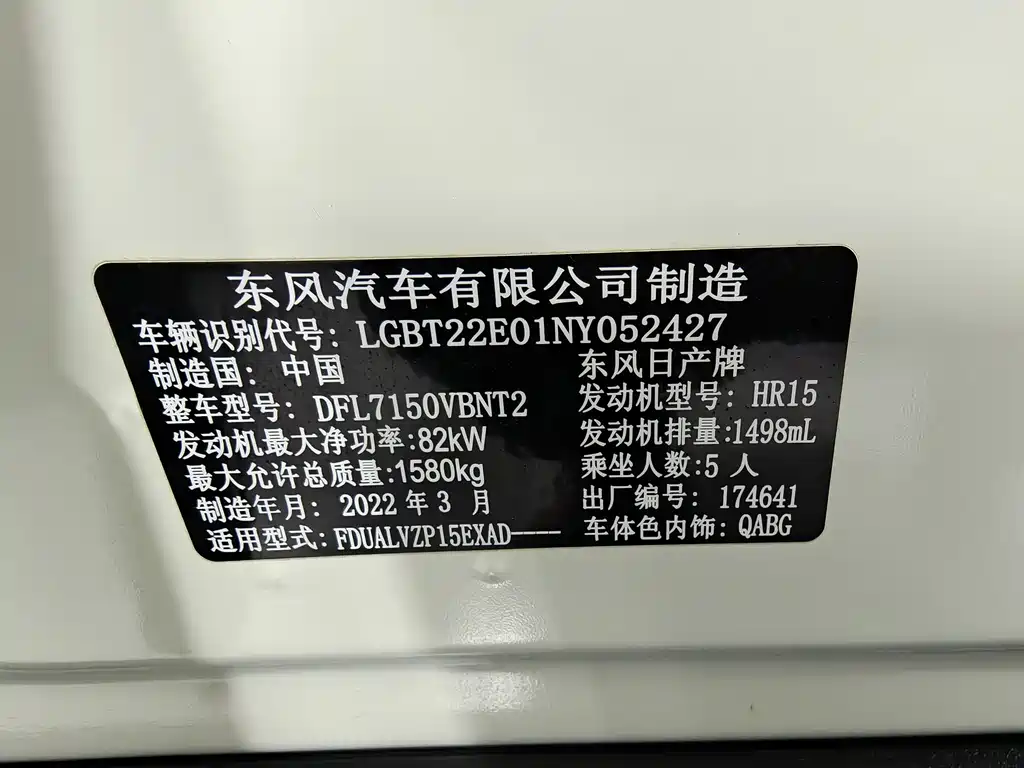 东风汽车有限公司制造
车辆识别代号: LGBT22E01NY052427
制造国: 中国 东风日产牌
整车型号: DFL7150VBNT2 发动机型号: HR15
发动机最大净功率:82kW 发动机排量:1498mL
最大允许总质量:1580kg 乘坐人数:5 人
制造年月: 2022 年 3 月 出厂编号: 174641
适用型式:FDUALVZP15EXAD---- 车体色内饰: QABG